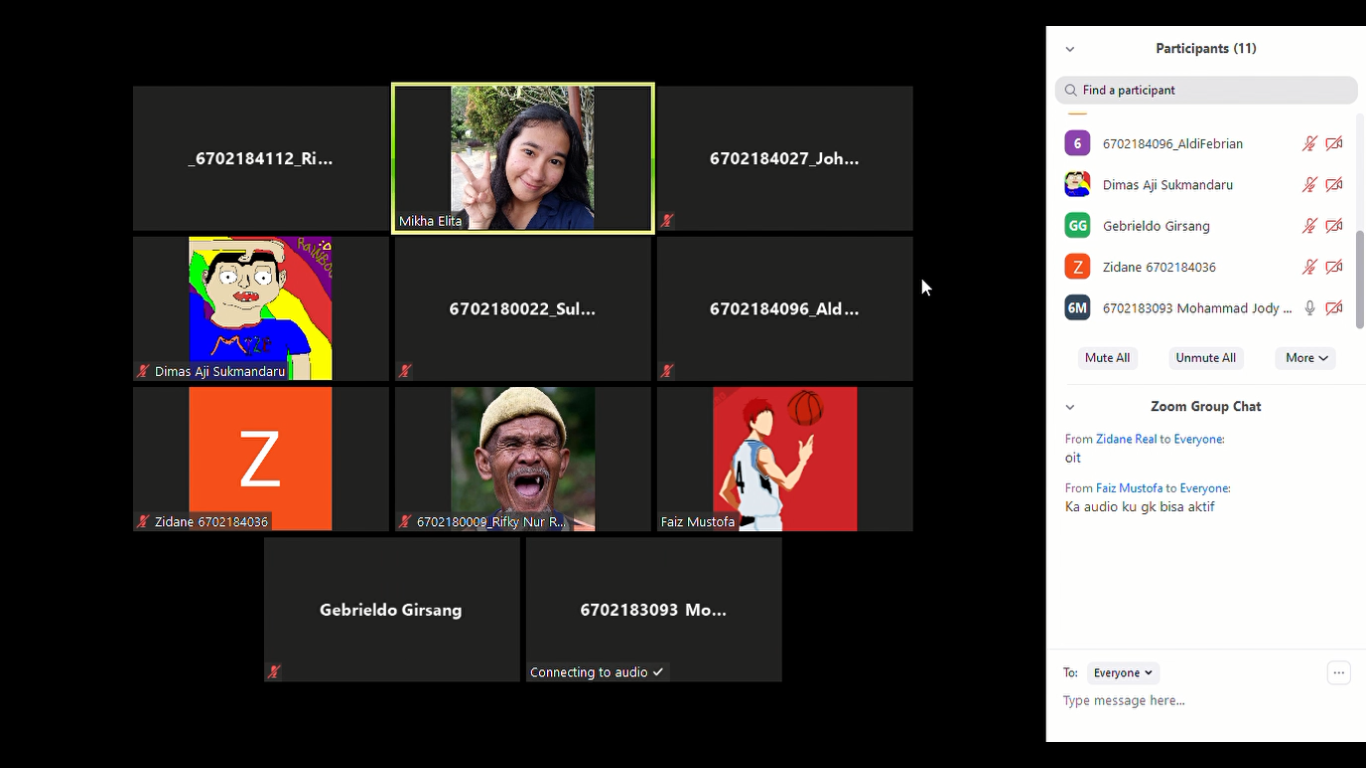 _6702184112_Ri...
Mikha Elita
6702184027_Joh...
RAINBOW
Dimas Aji Sukmandaru
6702180022_Sul...
6702184096_Ald...
Z
Zidane 6702184036
6702180009_Rifky Nur R...
4
Faiz Mustofa
Gebrieldo Girsang
6702183093 Mo...
Connecting to audio
Participants (11)
Find a participant
6 6702184096_AldiFebrian
Dimas Aji Sukmandaru
GG Gebrieldo Girsang
Z Zidane 6702184036
6M 6702183093 Mohammad Jody ...
Mute All Unmute All More
Zoom Group Chat
From Zidane Real to Everyone:
oit
From Faiz Mustofa to Everyone:
Ka audio ku gk bisa aktif
To: Everyone
Type message here...